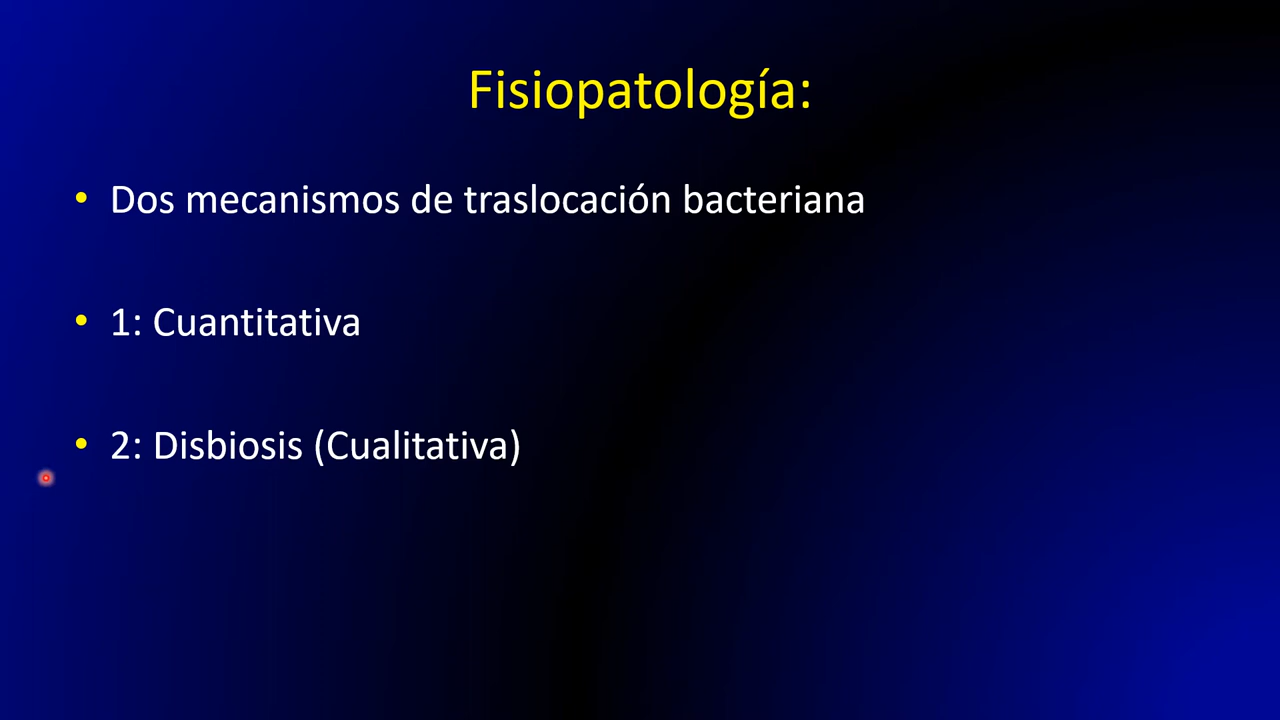 Fisiopatología:
• Dos mecanismos de traslocación bacteriana
• 1: Cuantitativa
• 2: Disbiosis (Cualitativa)